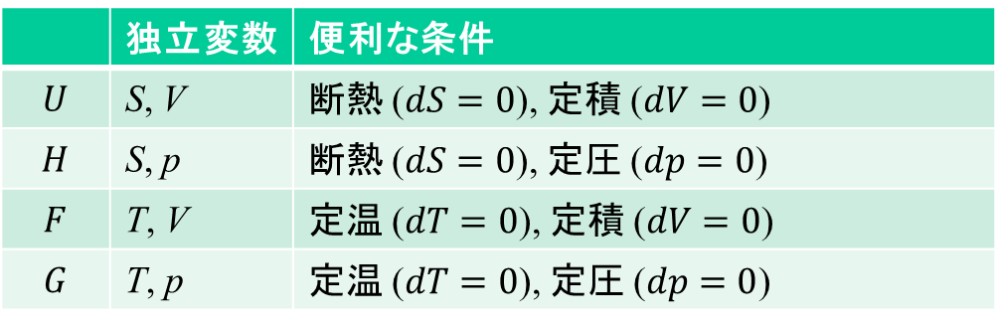 独立変数 便利な条件
U S, V 断熱 (dS = 0), 定積 (dV = 0)
H S, p 断熱 (dS = 0), 定圧 (dp = 0)
F T, V 定温 (dT = 0), 定積 (dV = 0)
G T, p 定温 (dT = 0), 定圧 (dp = 0)